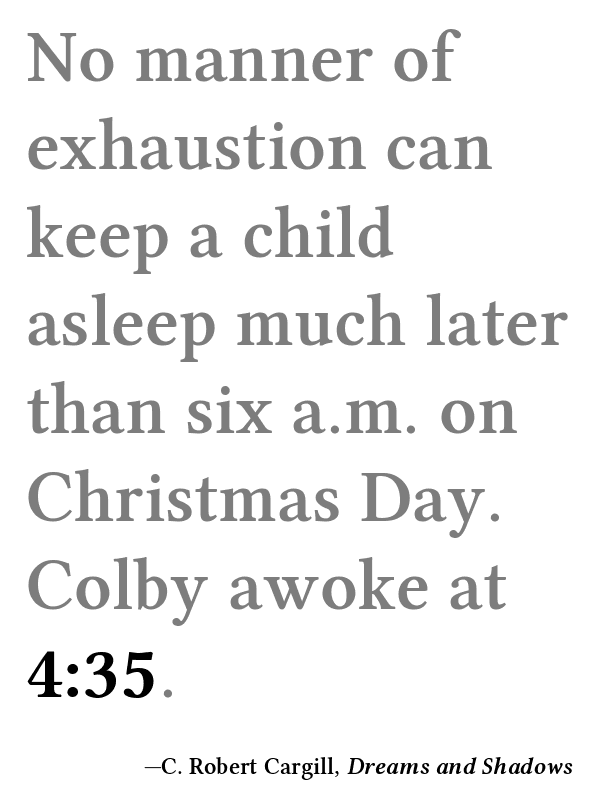 No manner of
exhaustion can
keep a child
asleep much later
than six a.m. on
Christmas Day.
Colby awoke at
4:35.
—C. Robert Cargill, Dreams and Shadows